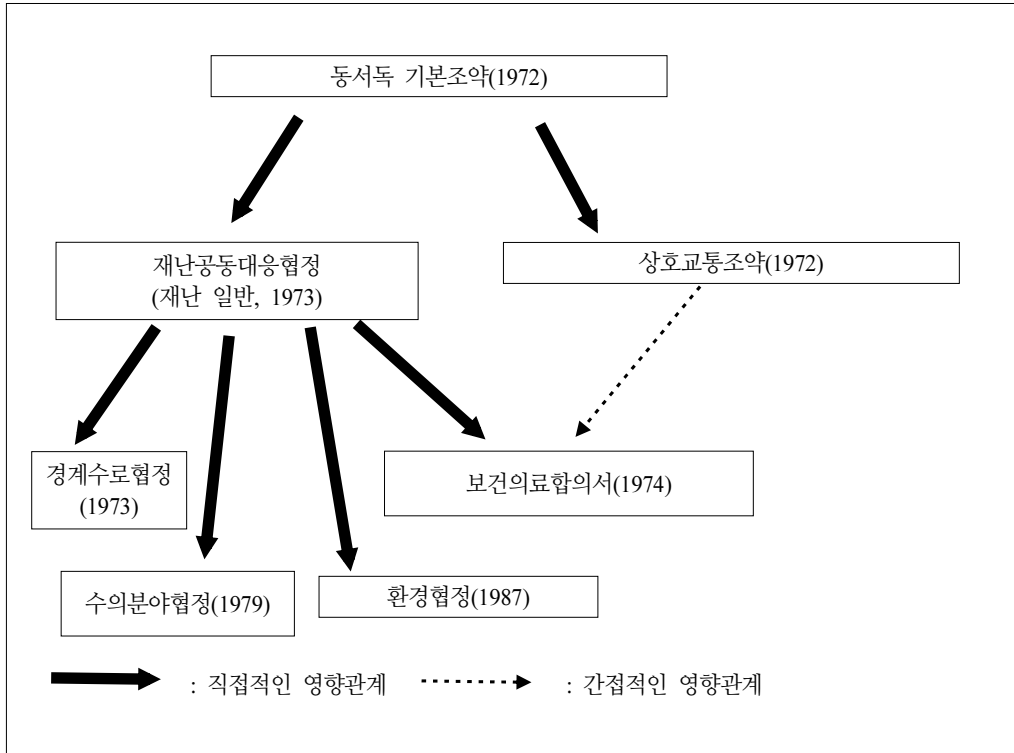 동서독 기본조약(1972)
재난공동대응협정
(재난 일반, 1973)
상호교통조약(1972)
경계수로협정
(1973)
보건의료합의서(1974)
수의분야협정(1979)
환경협정(1987)
: 직접적인 영향관계
: 간접적인 영향관계